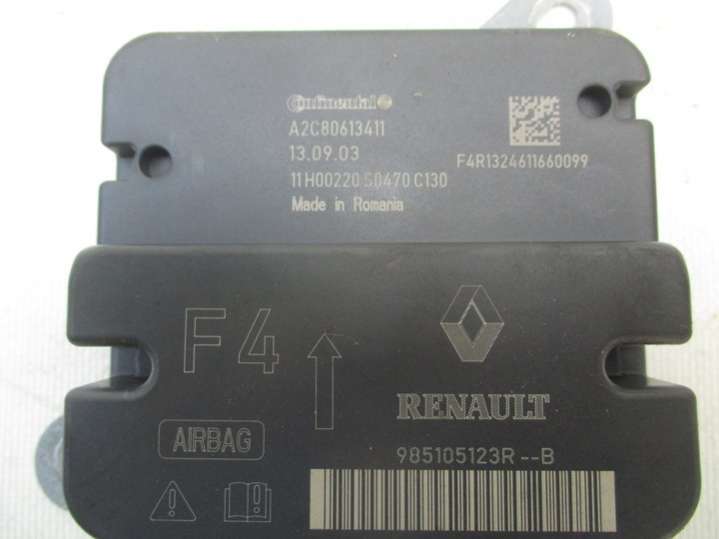 Continental
A2C80613411
13.09.03
F4R1324611660099
11H00220 S0470 C130
Made in Romania
F4
RENAULT
AIRBAG
985105123R--B